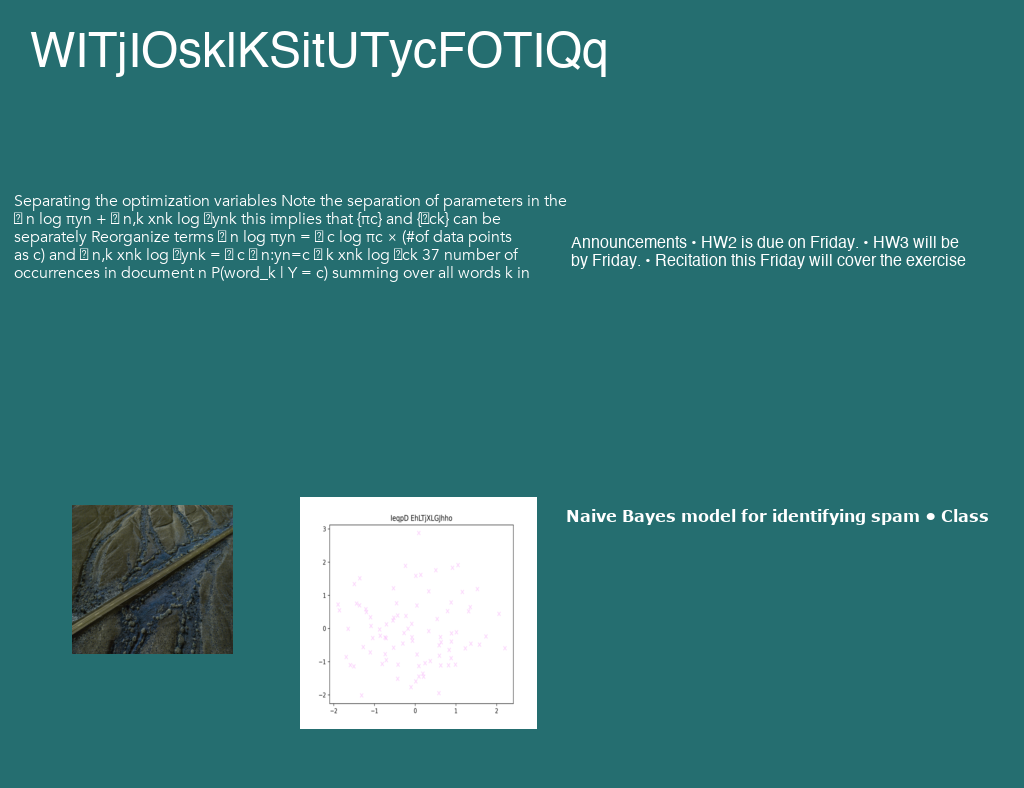 WITjIOsklKSitUTycFOTIQq
Separating the optimization variables Note the separation of parameters in the
n log πyn + n,k xnk log ynk this implies that {πc} and { ck} can be
separately Reorganize terms n log πyn = c log πc × (#of data points
as c) and n,k xnk log ynk = c n:yn=c k xnk log ck 37 number of
occurrences in document n P(word_k | Y = c) summing over all words k in
Announcements • HW2 is due on Friday. • HW3 will be
by Friday. • Recitation this Friday will cover the exercise
Naive Bayes model for identifying spam • Class
IeqpD EhLTjXLGJhho
3
2
1
0
−1
−2
−2 −1 0 1 2